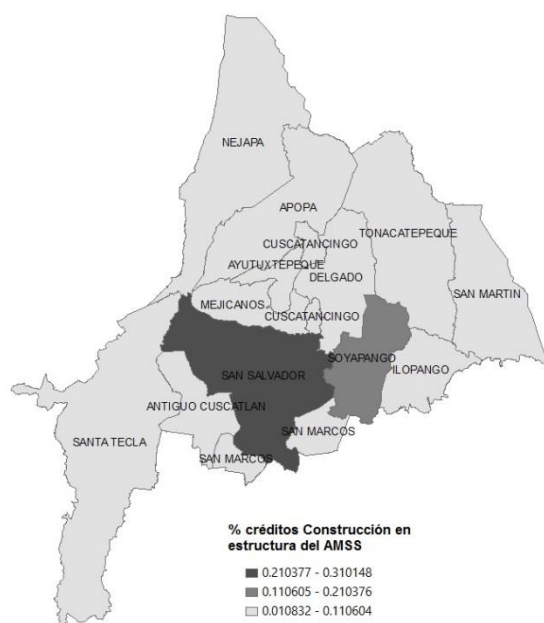 NEJAPA
APOPA
TONACATEPEQUE
CUSCATANCINGO
AYUTUXTEPEQUE
DELGADO
SAN MARTIN
MEJICANOS
CUSCATANCINGO
SOYAPANGO
ILOPANGO
SAN SALVADOR
ANTIGUO CUSCATLAN
SAN MARCOS
SANTA TECLA
SAN MARCOS
% créditos Construcción en
estructura del AMSS
0.210377 - 0.310148
0.110605 - 0.210376
0.010832 - 0.110604